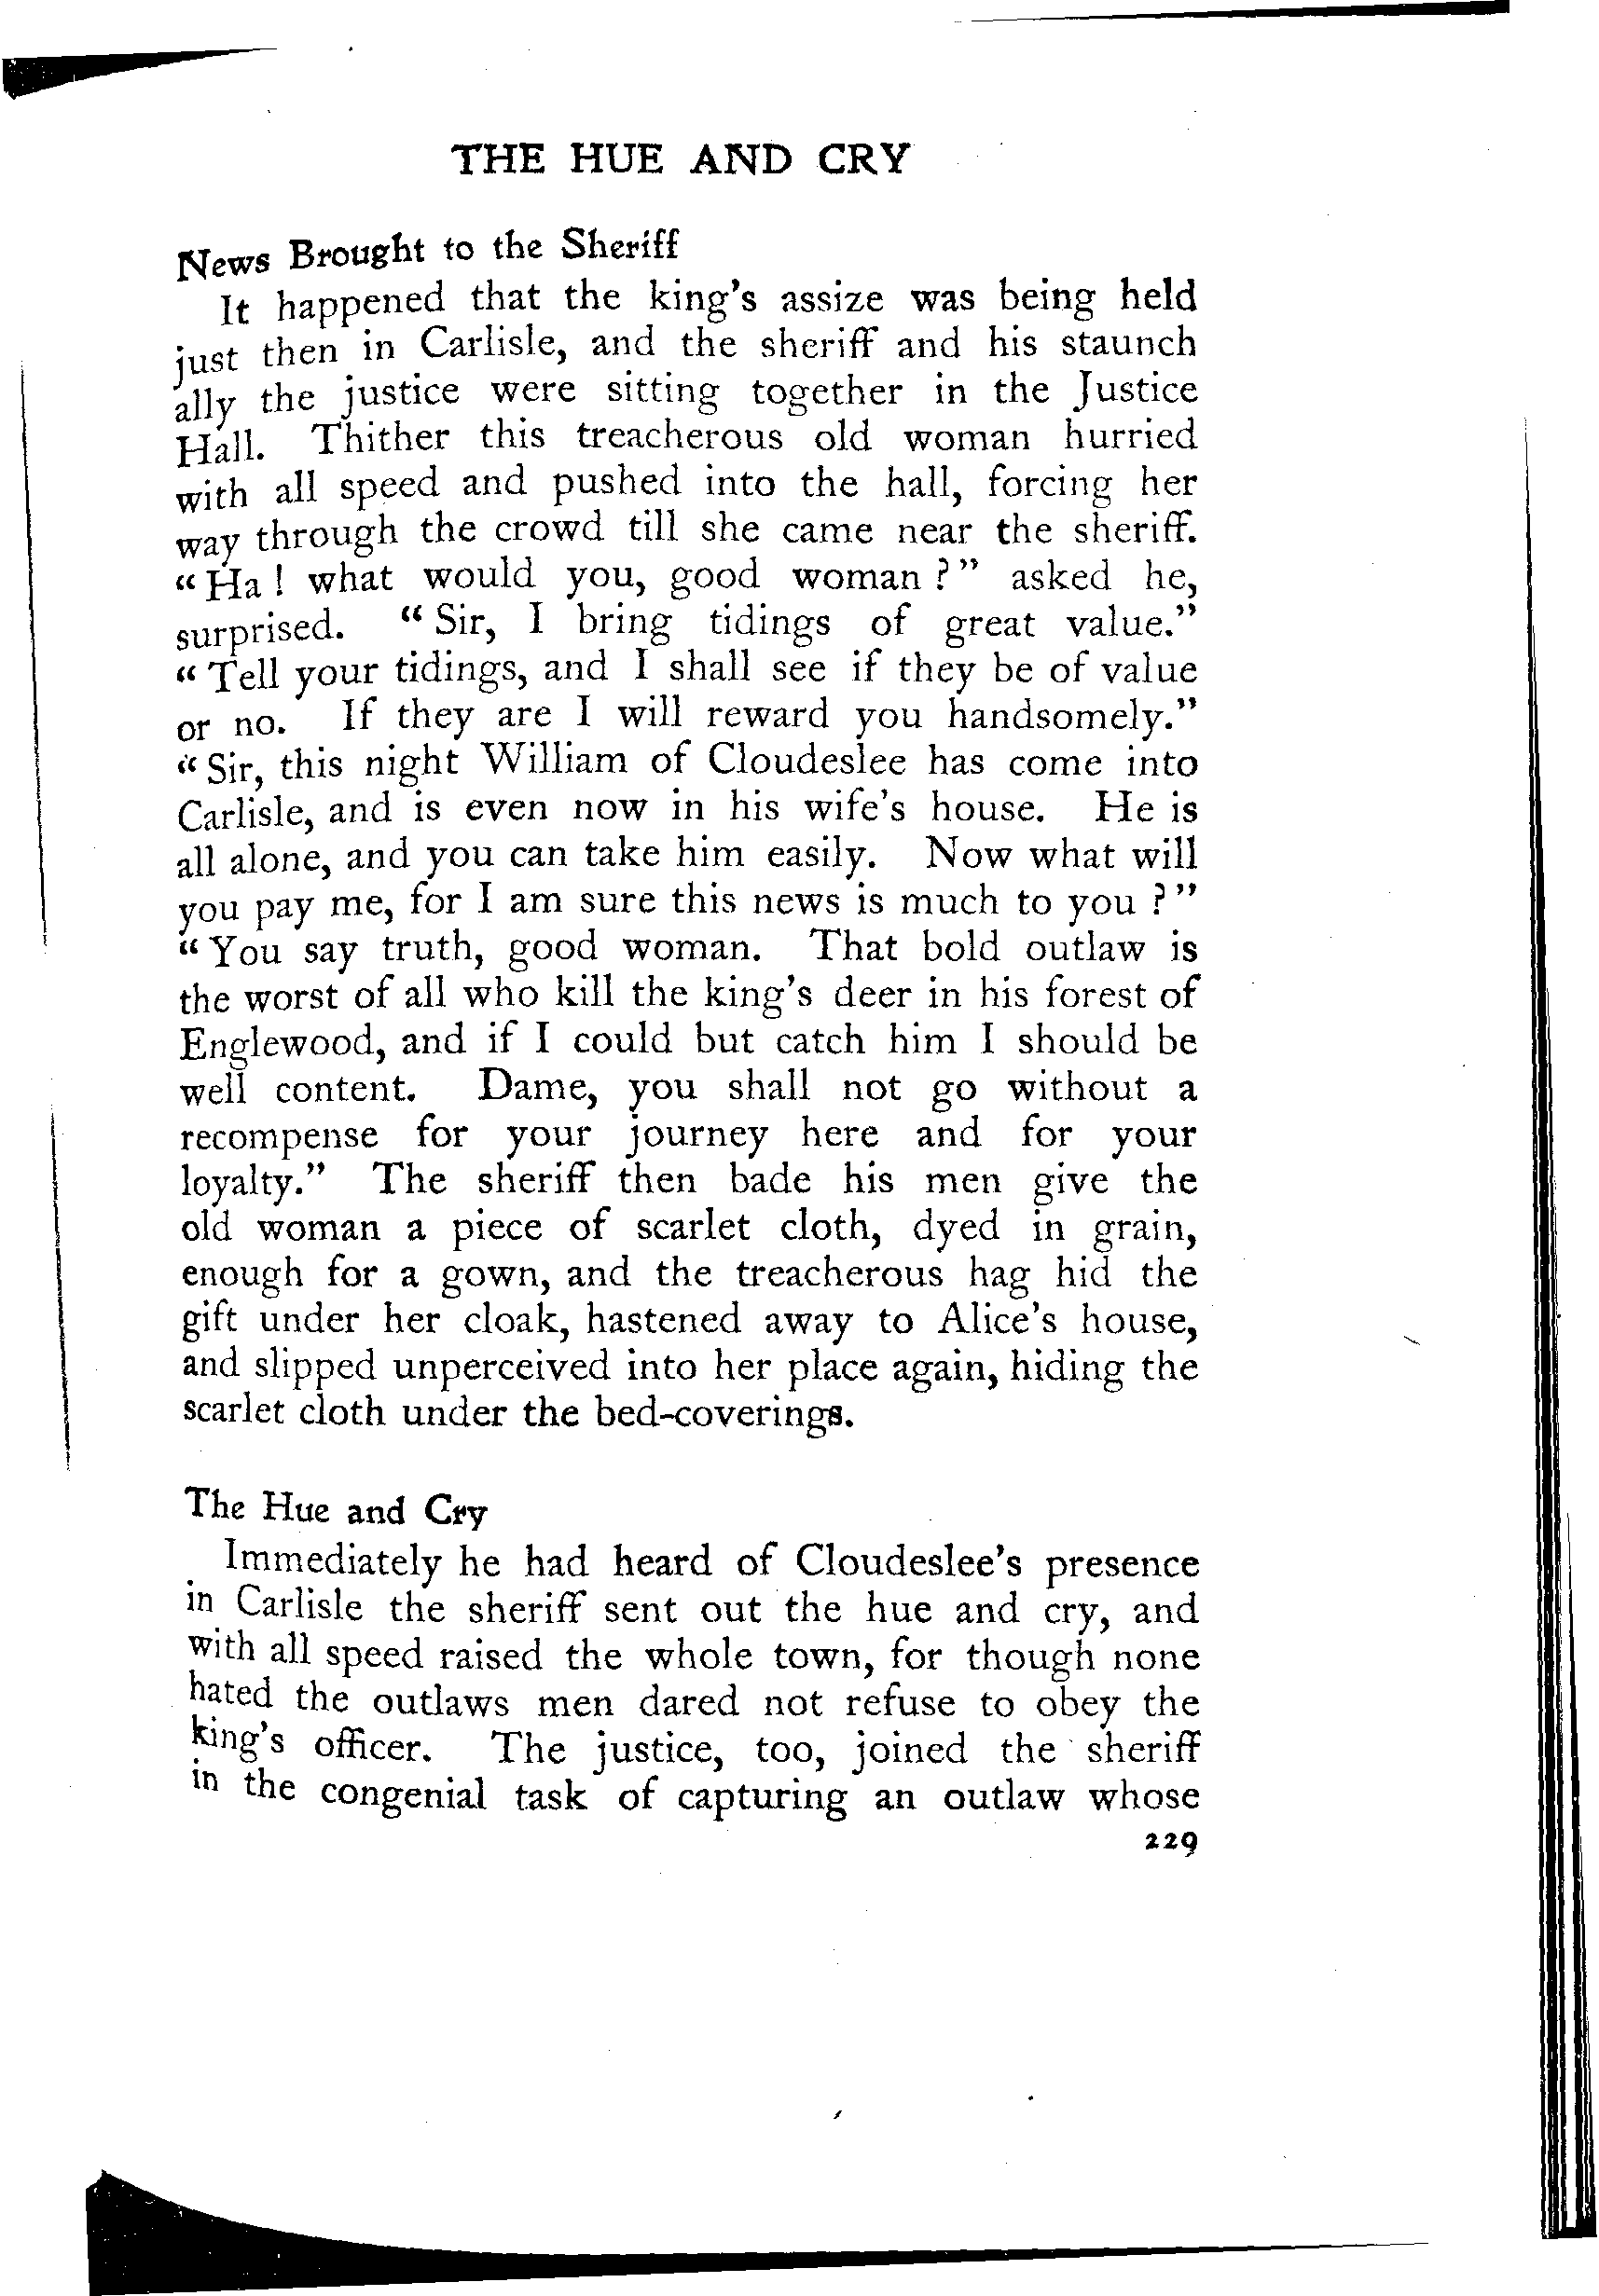 THE HUE AND CRY
News Brought to the Sheriff
It happened that the king's assize was being held
just then in Carlisle, and the sheriff and his staunch
ally the justice were sitting together in the Justice
Hall. Thither this treacherous old woman hurried
with all speed and pushed into the hall, forcing her
way through the crowd till she came near the sheriff.
“Ha! what would you, good woman?” asked he,
surprised. “Sir, I bring tidings of great value.”
“Tell your tidings, and I shall see if they be of value
or no. If they are I will reward you handsomely.”
“Sir, this night William of Cloudeslee has come into
Carlisle, and is even now in his wife's house. He is
all alone, and you can take him easily. Now what will
you pay me, for I am sure this news is much to you?”
“You say truth, good woman. That bold outlaw is
the worst of all who kill the king's deer in his forest of
Englewood, and if I could but catch him I should be
well content. Dame, you shall not go without a
recompense for your journey here and for your
loyalty.” The sheriff then bade his men give the
old woman a piece of scarlet cloth, dyed in grain,
enough for a gown, and the treacherous hag hid the
gift under her cloak, hastened away to Alice's house,
and slipped unperceived into her place again, hiding the
scarlet cloth under the bed-coverings.
The Hue and Cry
Immediately he had heard of Cloudeslee's presence
in Carlisle the sheriff sent out the hue and cry, and
with all speed raised the whole town, for though none
hated the outlaws men dared not refuse to obey the
king's officer. The justice, too, joined the sheriff
in the congenial task of capturing an outlaw whose
229